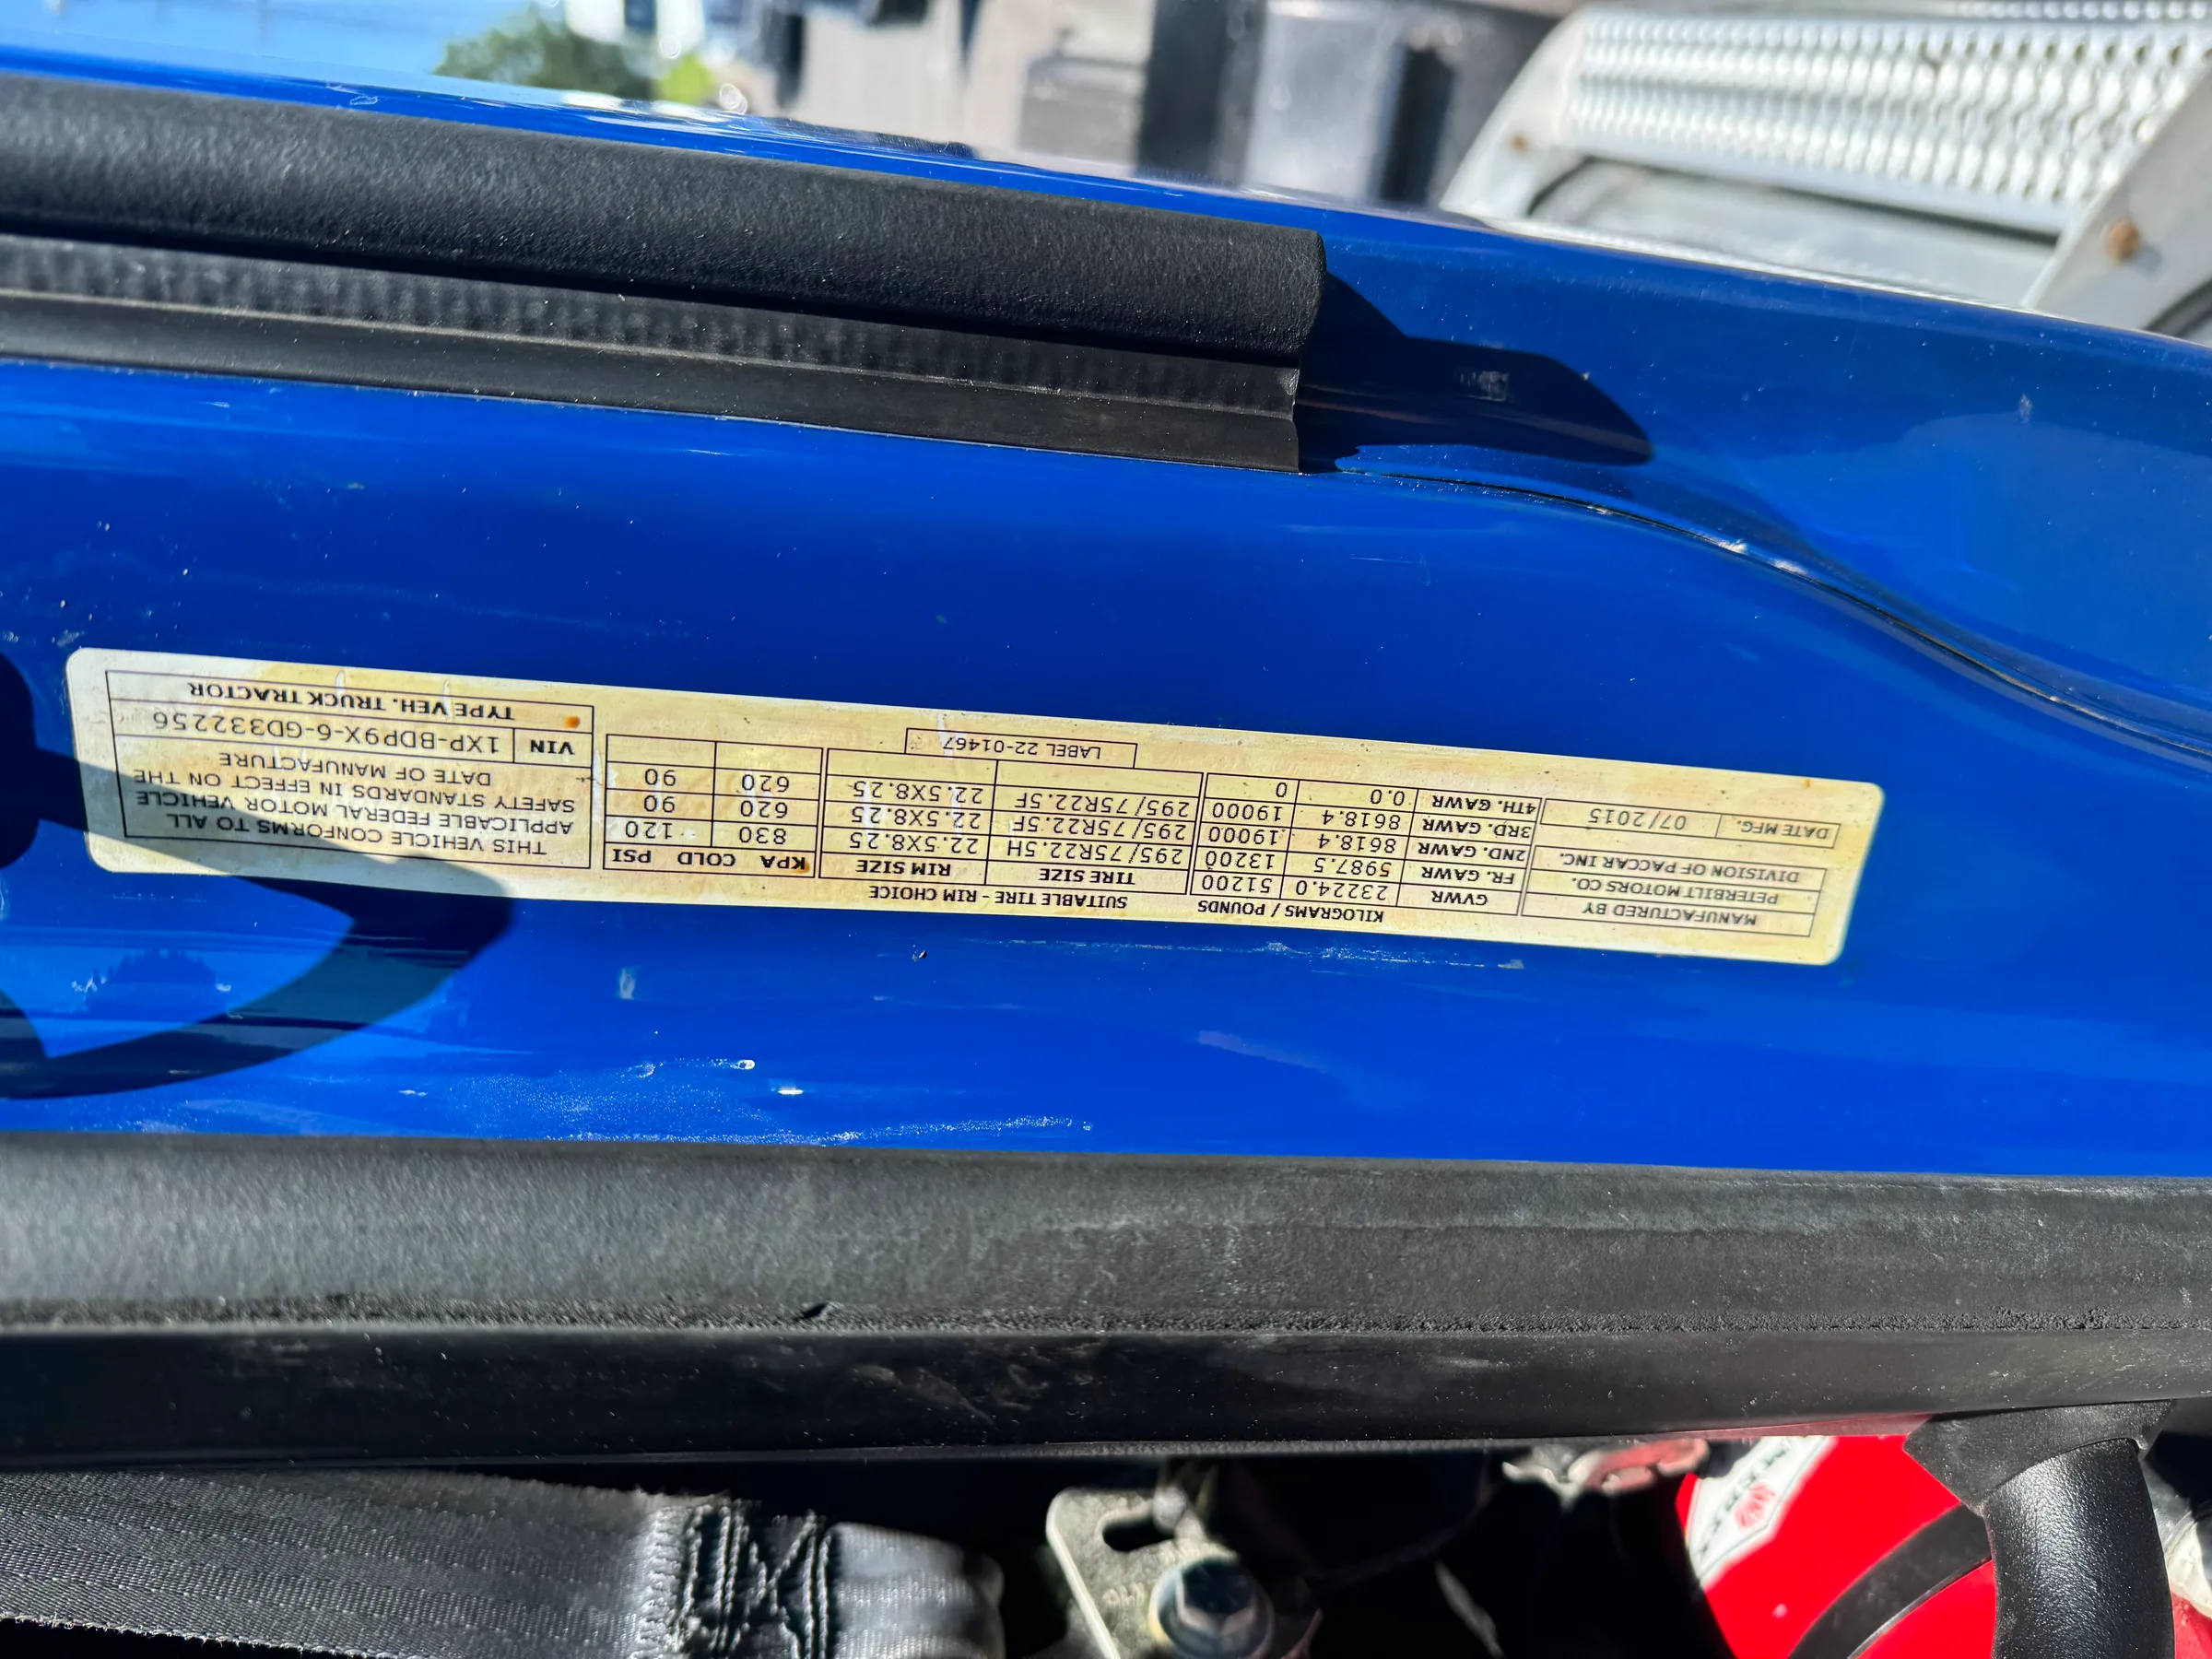 KILOGRAMS / POUNDS SUITABLE TIRE - RIM CHOICE
MANUFACTURED BY
PETERBILT MOTORS CO.
DIVISION OF PACCAR INC.
DATE MFG. 07/2015
GVWR 23224.0 51200 TIRE SIZE RIM SIZE KPA COLD PSI
FR. GAWR 5987.5 13200 295/75R22.5H 22.5X8.25 830 120
2ND. GAWR 8618.4 19000 295/75R22.5F 22.5X8.25 620 90
3RD. GAWR 8618.4 19000 295/75R22.5F 22.5X8.25 620 90
4TH. GAWR 0.0 0
LABEL 22-01467
THIS VEHICLE CONFORMS TO ALL
APPLICABLE FEDERAL MOTOR VEHICLE
SAFETY STANDARDS IN EFFECT ON THE
DATE OF MANUFACTURE
VIN 1XP-BDP9X-6-GD332256
TYPE VEH. TRUCK TRACTOR